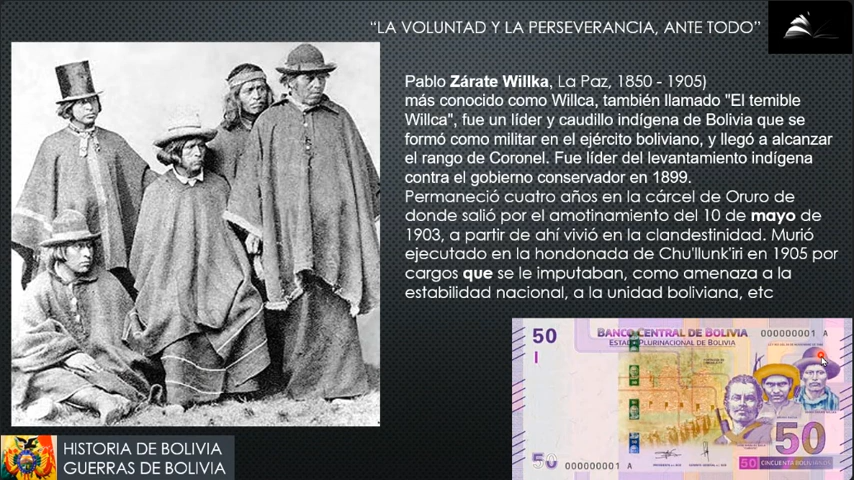 “LA VOLUNTAD Y LA PERSEVERANCIA, ANTE TODO”
Pablo Zárate Willka, La Paz, 1850 - 1905)
más conocido como Willca, también llamado "El temible
Willca", fue un líder y caudillo indígena de Bolivia que se
formó como militar en el ejército boliviano, y llegó a alcanzar
el rango de Coronel. Fue líder del levantamiento indígena
contra el gobierno conservador en 1899.
Permaneció cuatro años en la cárcel de Oruro de
donde salió por el amotinamiento del 10 de mayo de
1903, a partir de ahí vivió en la clandestinidad. Murió
ejecutado en la hondonada de Chu'llunk'iri en 1905 por
cargos que se le imputaban, como amenaza a la
estabilidad nacional, a la unidad boliviana, etc
50 BANCO CENTRAL DE BOLIVIA 000000001 A
ESTADO PLURINACIONAL DE BOLIVIA
I
50
50 000000001 A
50 CINCUENTA BOLIVIANOS
HISTORIA DE BOLIVIA
GUERRAS DE BOLIVIA